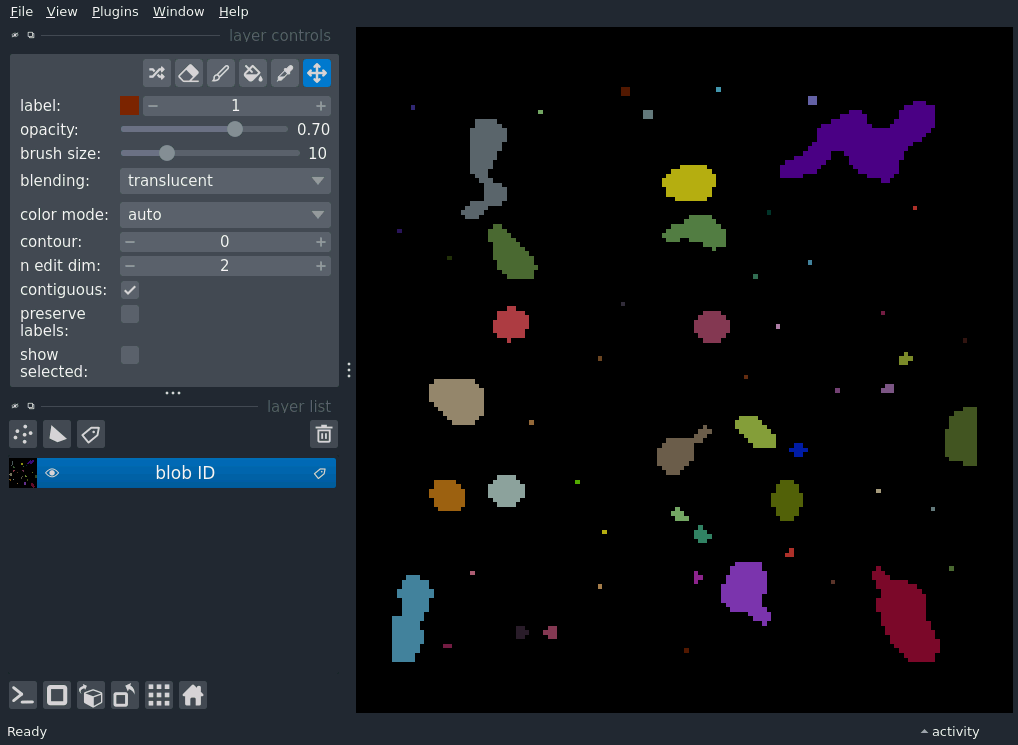 File View Plugins Window Help
layer controls
label: 1
opacity: 0.70
brush size: 10
blending: translucent
color mode: auto
contour: 0
n edit dim: 2
contiguous:
preserve
labels:
show
selected:
layer list
blob ID
Ready
activity